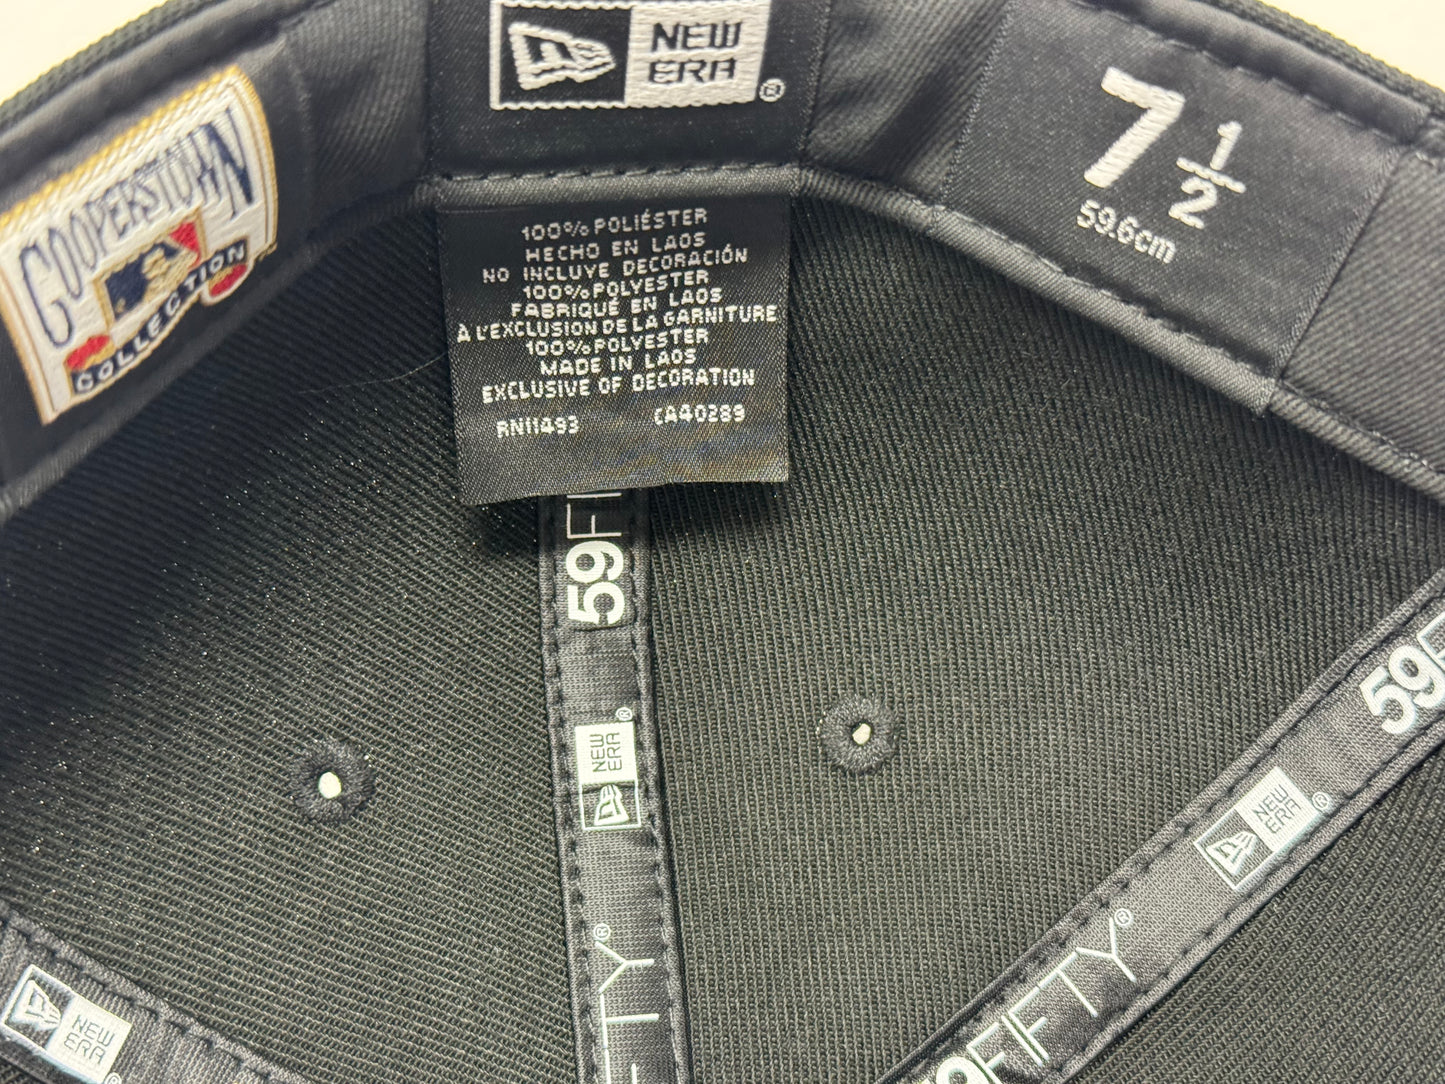 COOPERSTOWN
COLLECTION
NEW
ERA
®
7 1/2
59.6cm
100% POLIÉSTER
HECHO EN LAOS
NO INCLUYE DECORACIÓN
100% POLYESTER
FABRIQUÉ EN LAOS
À L'EXCLUSION DE LA GARNITURE
100% POLYESTER
MADE IN LAOS
EXCLUSIVE OF DECORATION
RN11493 CA40289
59FI
NEW
ERA
®
FTY®
59F
NEW
ERA
®
59FIFTY®
NEW
ERA